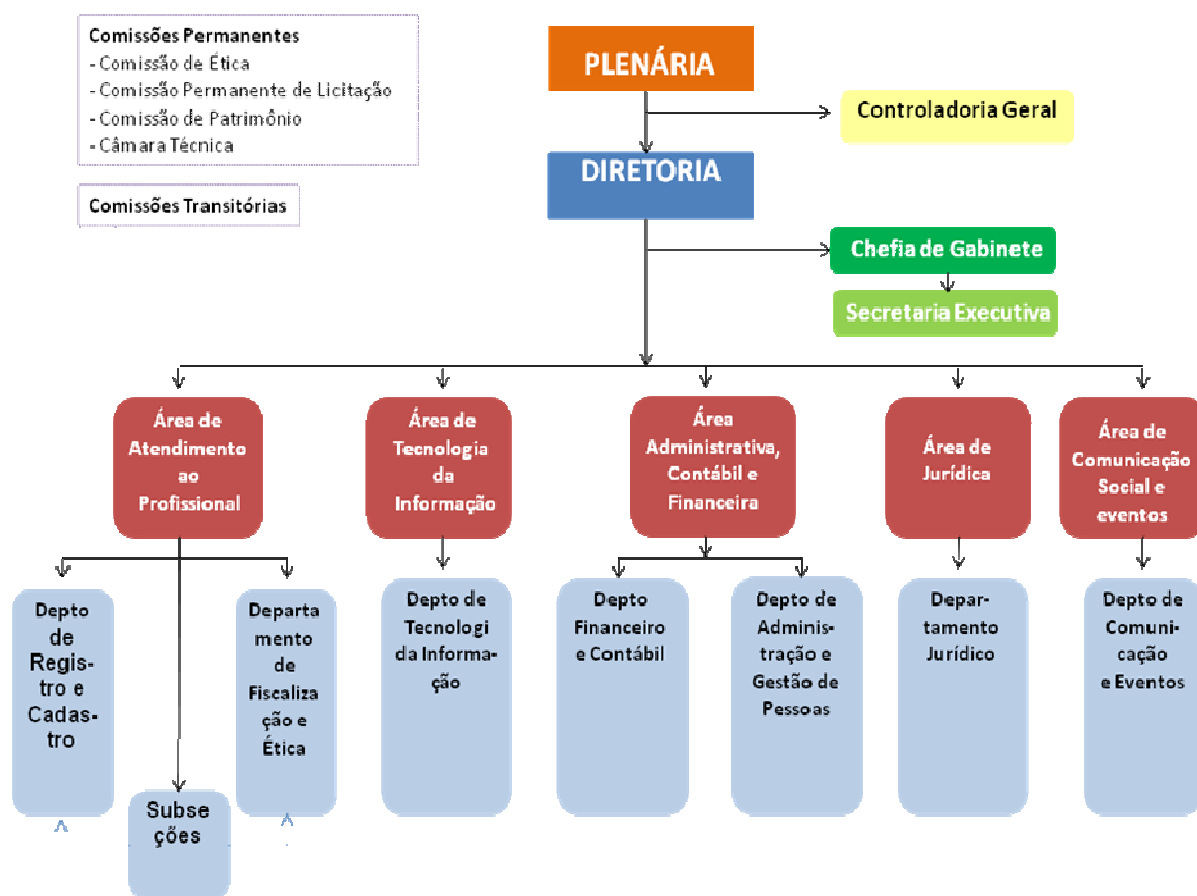 Comissões Permanentes
- Comissão de Ética
- Comissão Permanente de Licitação
- Comissão de Patrimônio
- Câmara Técnica
Comissões Transitórias
PLENÁRIA
Controladoria Geral
DIRETORIA
Chefia de Gabinete
Secretaria Executiva
Área de
Atendimento
ao
Profissional
Área de
Tecnologia
da
Informação
Área
Administrativa,
Contábil e
Financeira
Área de
Jurídica
Área de
Comunicação
Social e
eventos
Depto
de
Regis-
tro e
Cadas-
tro
Subse
ções
Departa
mento
de
Fiscaliz
ação e
Ética
Depto de
Tecnologi
da Informa-
ção
Depto
Financeiro
e Contábil
Depto de
Adminis-
tração e
Gestão de
Pessoas
Depar-
tamento
Jurídico
Depto de
Comuni-
cação
e Eventos